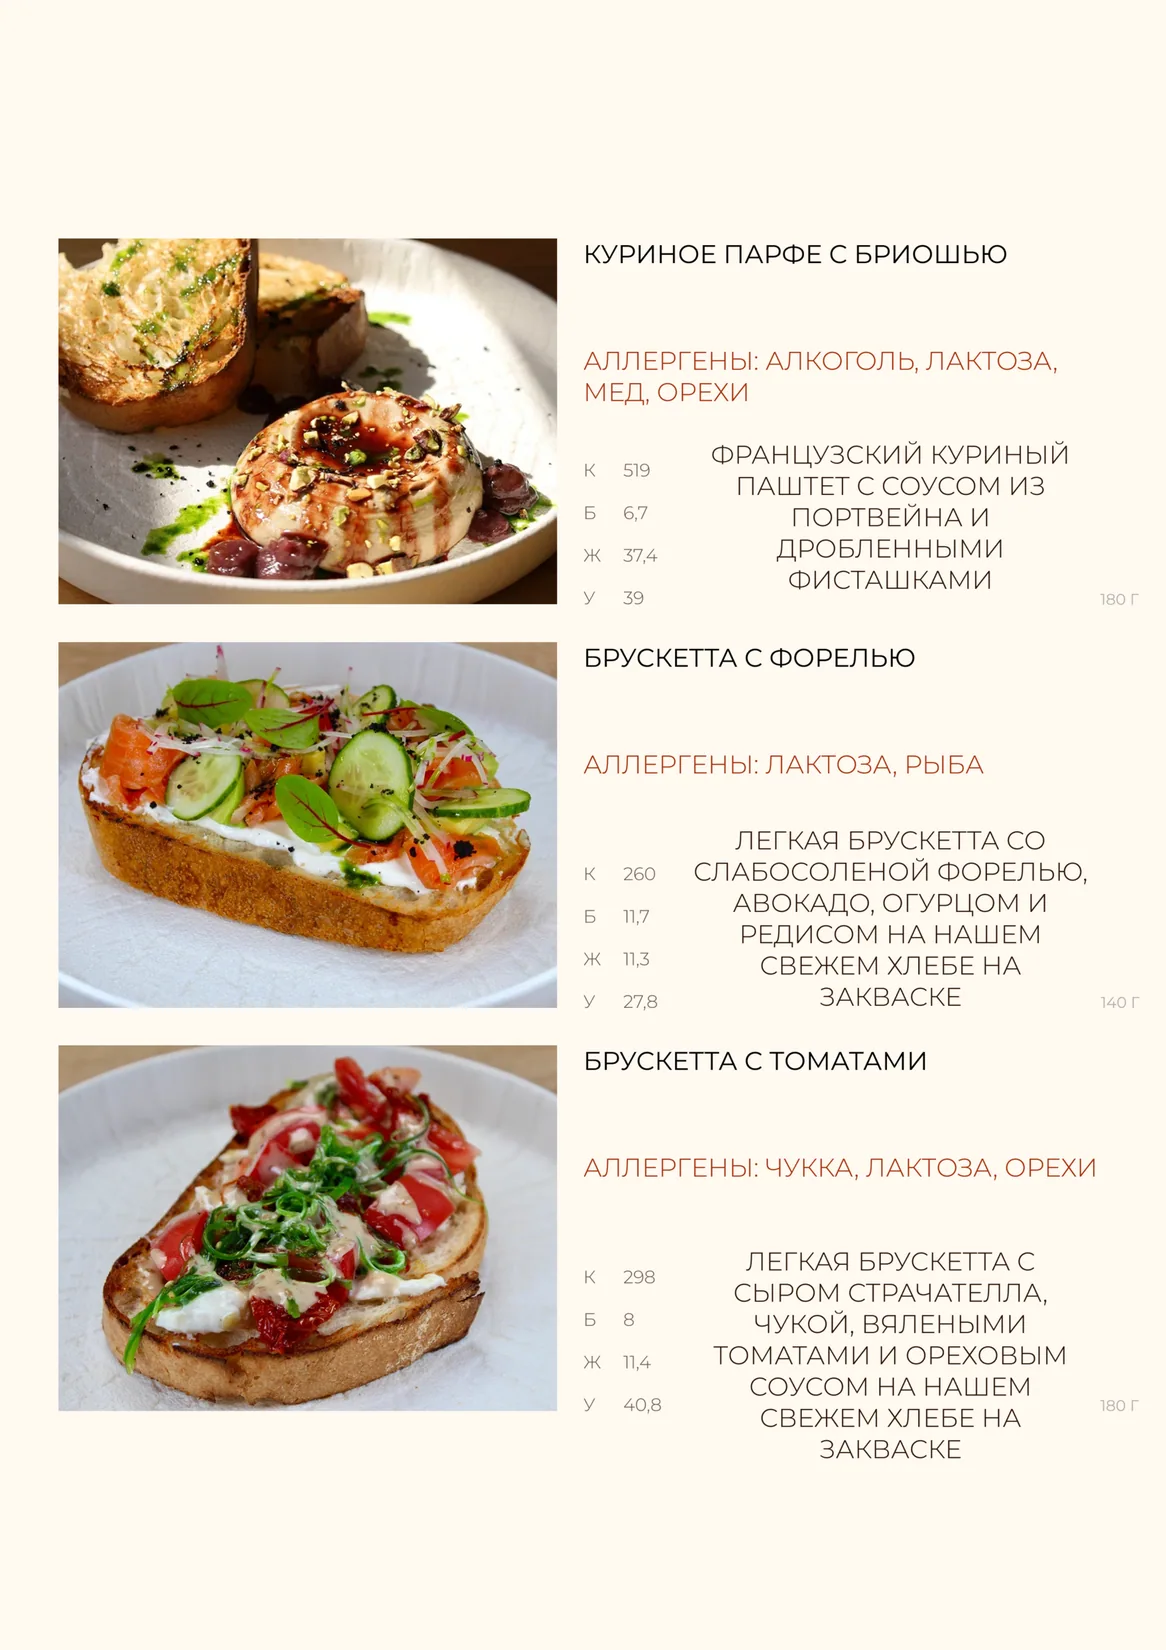 КУРИНОЕ ПАРФЕ С БРИОШЬЮ
АЛЛЕРГЕНЫ: АЛКОГОЛЬ, ЛАКТОЗА,
МЕД, ОРЕХИ
К 519
Б 6,7
Ж 37,4
У 39
ФРАНЦУЗСКИЙ КУРИНЫЙ
ПАШТЕТ С СОУСОМ ИЗ
ПОРТВЕЙНА И
ДРОБЛЕННЫМИ
ФИСТАШКАМИ
180 Г
БРУСКЕТТА С ФОРЕЛЬЮ
АЛЛЕРГЕНЫ: ЛАКТОЗА, РЫБА
К 260
Б 11,7
Ж 11,3
У 27,8
ЛЕГКАЯ БРУСКЕТТА СО
СЛАБОСОЛЕНОЙ ФОРЕЛЬЮ,
АВОКАДО, ОГУРЦОМ И
РЕДИСОМ НА НАШЕМ
СВЕЖЕМ ХЛЕБЕ НА
ЗАКВАСКЕ
140 Г
БРУСКЕТТА С ТОМАТАМИ
АЛЛЕРГЕНЫ: ЧУККА, ЛАКТОЗА, ОРЕХИ
К 298
Б 8
Ж 11,4
У 40,8
ЛЕГКАЯ БРУСКЕТТА С
СЫРОМ СТРАЧАТЕЛЛА,
ЧУКОЙ, ВЯЛЕНЫМИ
ТОМАТАМИ И ОРЕХОВЫМ
СОУСОМ НА НАШЕМ
СВЕЖЕМ ХЛЕБЕ НА
ЗАКВАСКЕ
180 Г